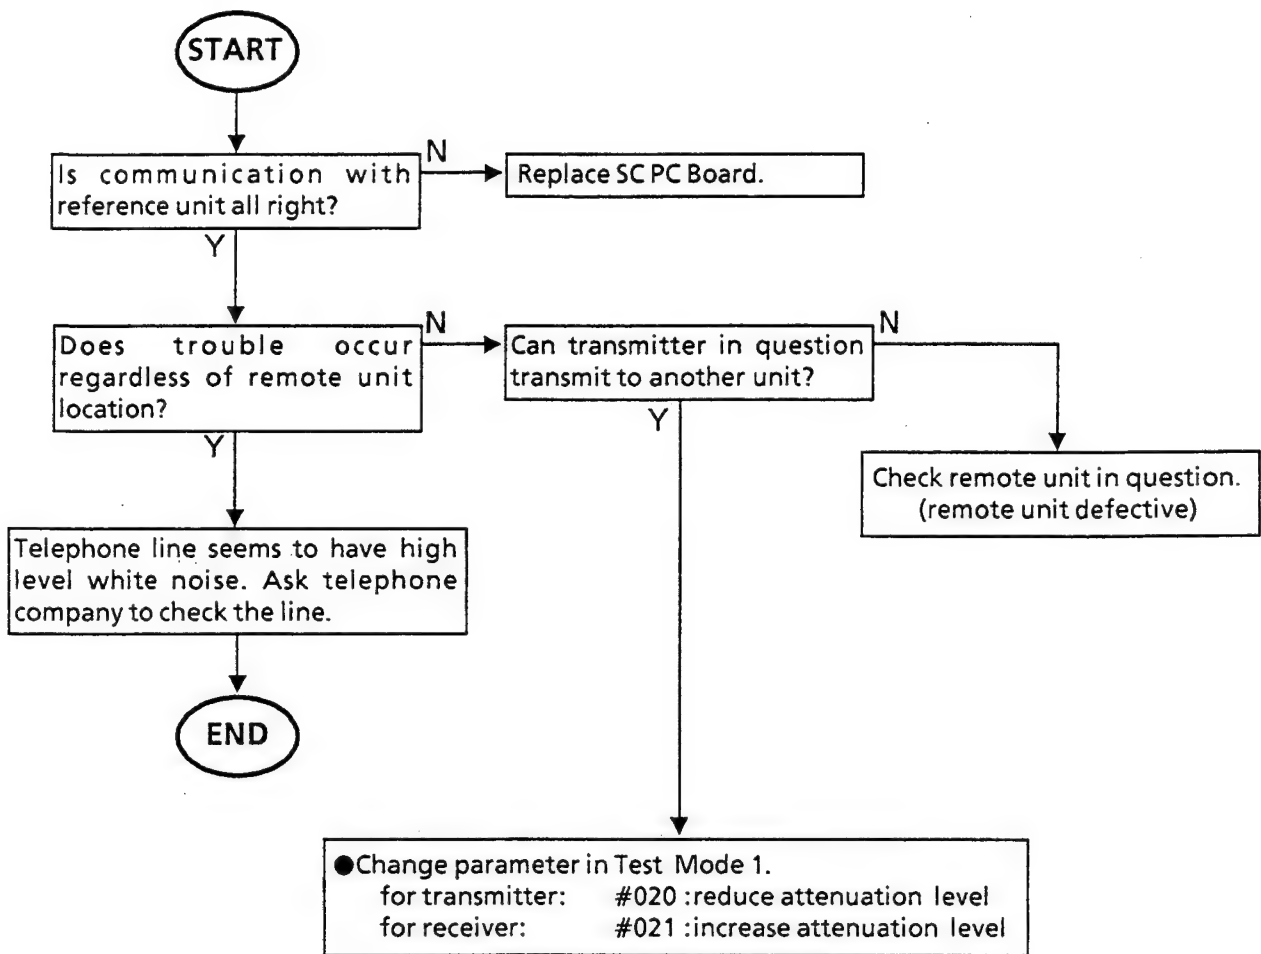 START
Is communication with
reference unit all right?
N
Replace SC PC Board.
Y
Does trouble occur
regardless of remote unit
location?
N
Can transmitter in question
transmit to another unit?
N
Y
Y
Check remote unit in question.
(remote unit defective)
Telephone line seems to have high
level white noise. Ask telephone
company to check the line.
END
●Change parameter in Test Mode 1.
for transmitter: #020 :reduce attenuation level
for receiver: #021 :increase attenuation level